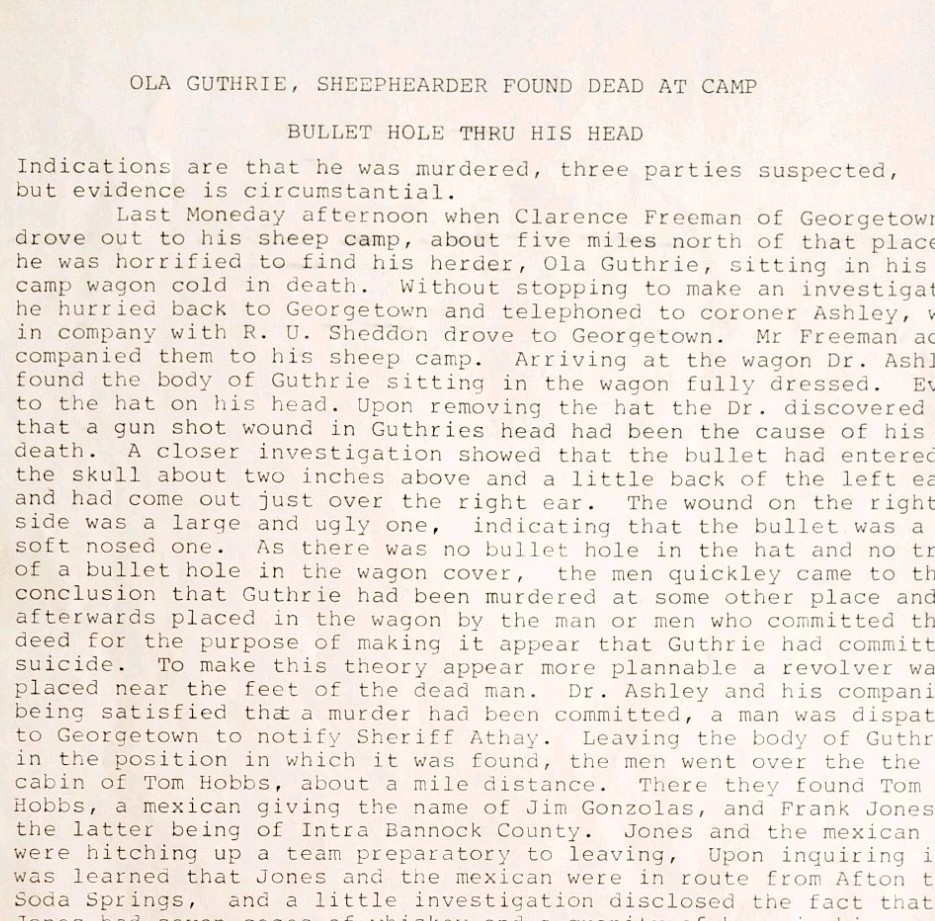 OLA GUTHRIE, SHEEPHEARDER FOUND DEAD AT CAMP
BULLET HOLE THRU HIS HEAD
Indications are that he was murdered, three parties suspected,
but evidence is circumstantial.
Last Moneday afternoon when Clarence Freeman of Georgetown
drove out to his sheep camp, about five miles north of that place
he was horrified to find his herder, Ola Guthrie, sitting in his
camp wagon cold in death. Without stopping to make an investigat
he hurried back to Georgetown and telephoned to coroner Ashley, w
in company with R. U. Sheddon drove to Georgetown. Mr Freeman ac
companied them to his sheep camp. Arriving at the wagon Dr. Ashl
found the body of Guthrie sitting in the wagon fully dressed. Ev
to the hat on his head. Upon removing the hat the Dr. discovered
that a gun shot wound in Guthries head had been the cause of his
death. A closer investigation showed that the bullet had entered
the skull about two inches above and a little back of the left ea
and had come out just over the right ear. The wound on the right
side was a large and ugly one, indicating that the bullet was a
soft nosed one. As there was no bullet hole in the hat and no tr
of a bullet hole in the wagon cover, the men quickley came to th
conclusion that Guthrie had been murdered at some other place and
afterwards placed in the wagon by the man or men who committed th
deed for the purpose of making it appear that Guthrie had committ
suicide. To make this theory appear more plannable a revolver wa
placed near the feet of the dead man. Dr. Ashley and his compani
being satisfied that a murder had been committed, a man was dispat
to Georgetown to notify Sheriff Athay. Leaving the body of Guthr
in the position in which it was found, the men went over the the
cabin of Tom Hobbs, about a mile distance. There they found Tom
Hobbs, a mexican giving the name of Jim Gonzolas, and Frank Jones
the latter being of Intra Bannock County. Jones and the mexican
were hitching up a team preparatory to leaving, Upon inquiring i
was learned that Jones and the mexican were in route from Afton t
Soda Springs, and a little investigation disclosed the fact that